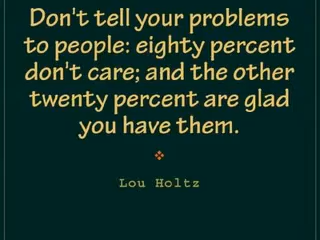 Don't tell your problems
to people: eighty percent
don't care; and the other
twenty percent are glad
you have them.
Lou Holtz